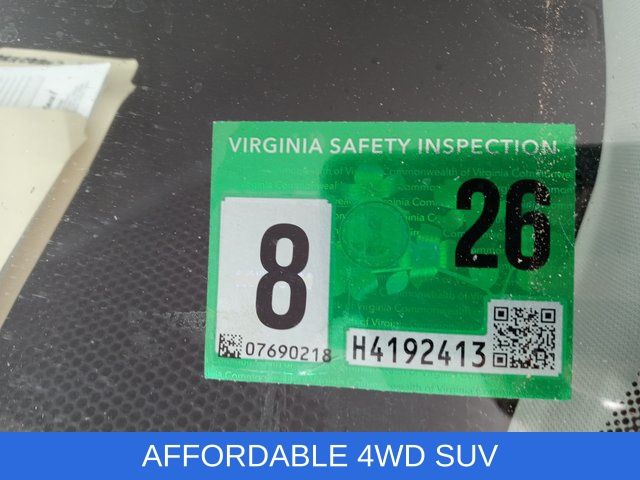 VIRGINIA SAFETY INSPECTION
26
8
07690218
H4192413
AFFORDABLE 4WD SUV